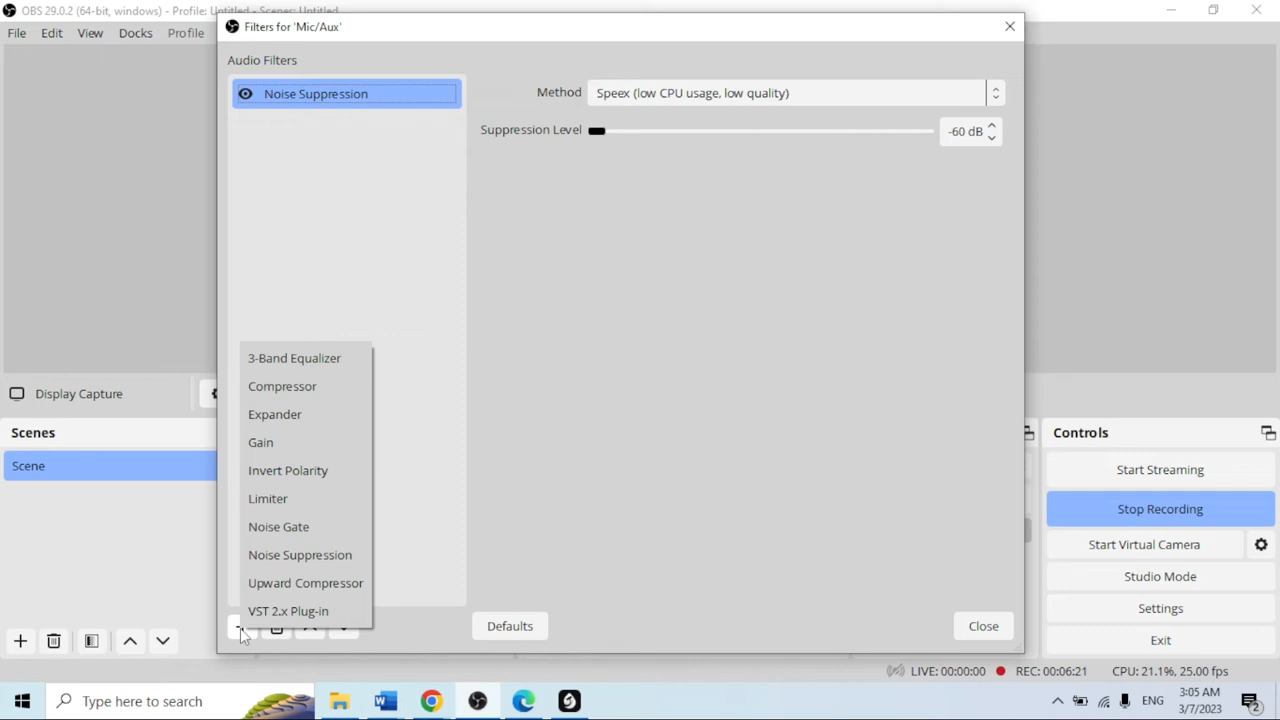 OBS 29.0.2 (64-bit, windows) - Profile: Untitled - Scenes: Untitled
File Edit View Docks Profile
Filters for 'Mic/Aux'
Audio Filters
Noise Suppression
Method Speex (low CPU usage, low quality)
Suppression Level -60 dB
3-Band Equalizer
Compressor
Expander
Gain
Invert Polarity
Limiter
Noise Gate
Noise Suppression
Upward Compressor
VST 2.x Plug-in
Defaults Close
Display Capture
Scenes
Scene
Controls
Start Streaming
Stop Recording
Start Virtual Camera
Studio Mode
Settings
Exit
LIVE: 00:00:00 REC: 00:06:21 CPU: 21.1%, 25.00 fps
Type here to search
ENG
3:05 AM
3/7/2023
2